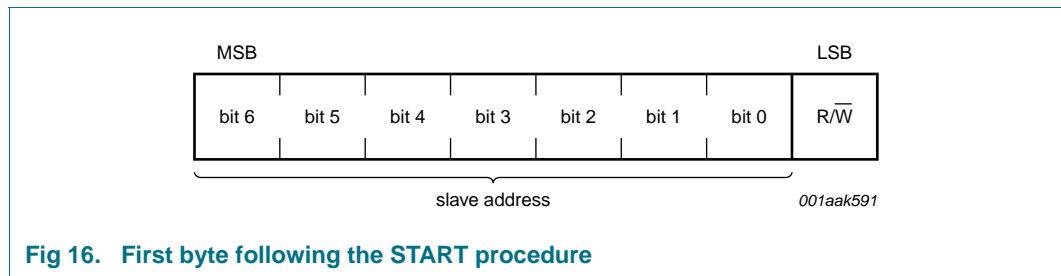 MSB LSB
bit 6 bit 5 bit 4 bit 3 bit 2 bit 1 bit 0 R/W̅
slave address 001aak591
Fig 16. First byte following the START procedure